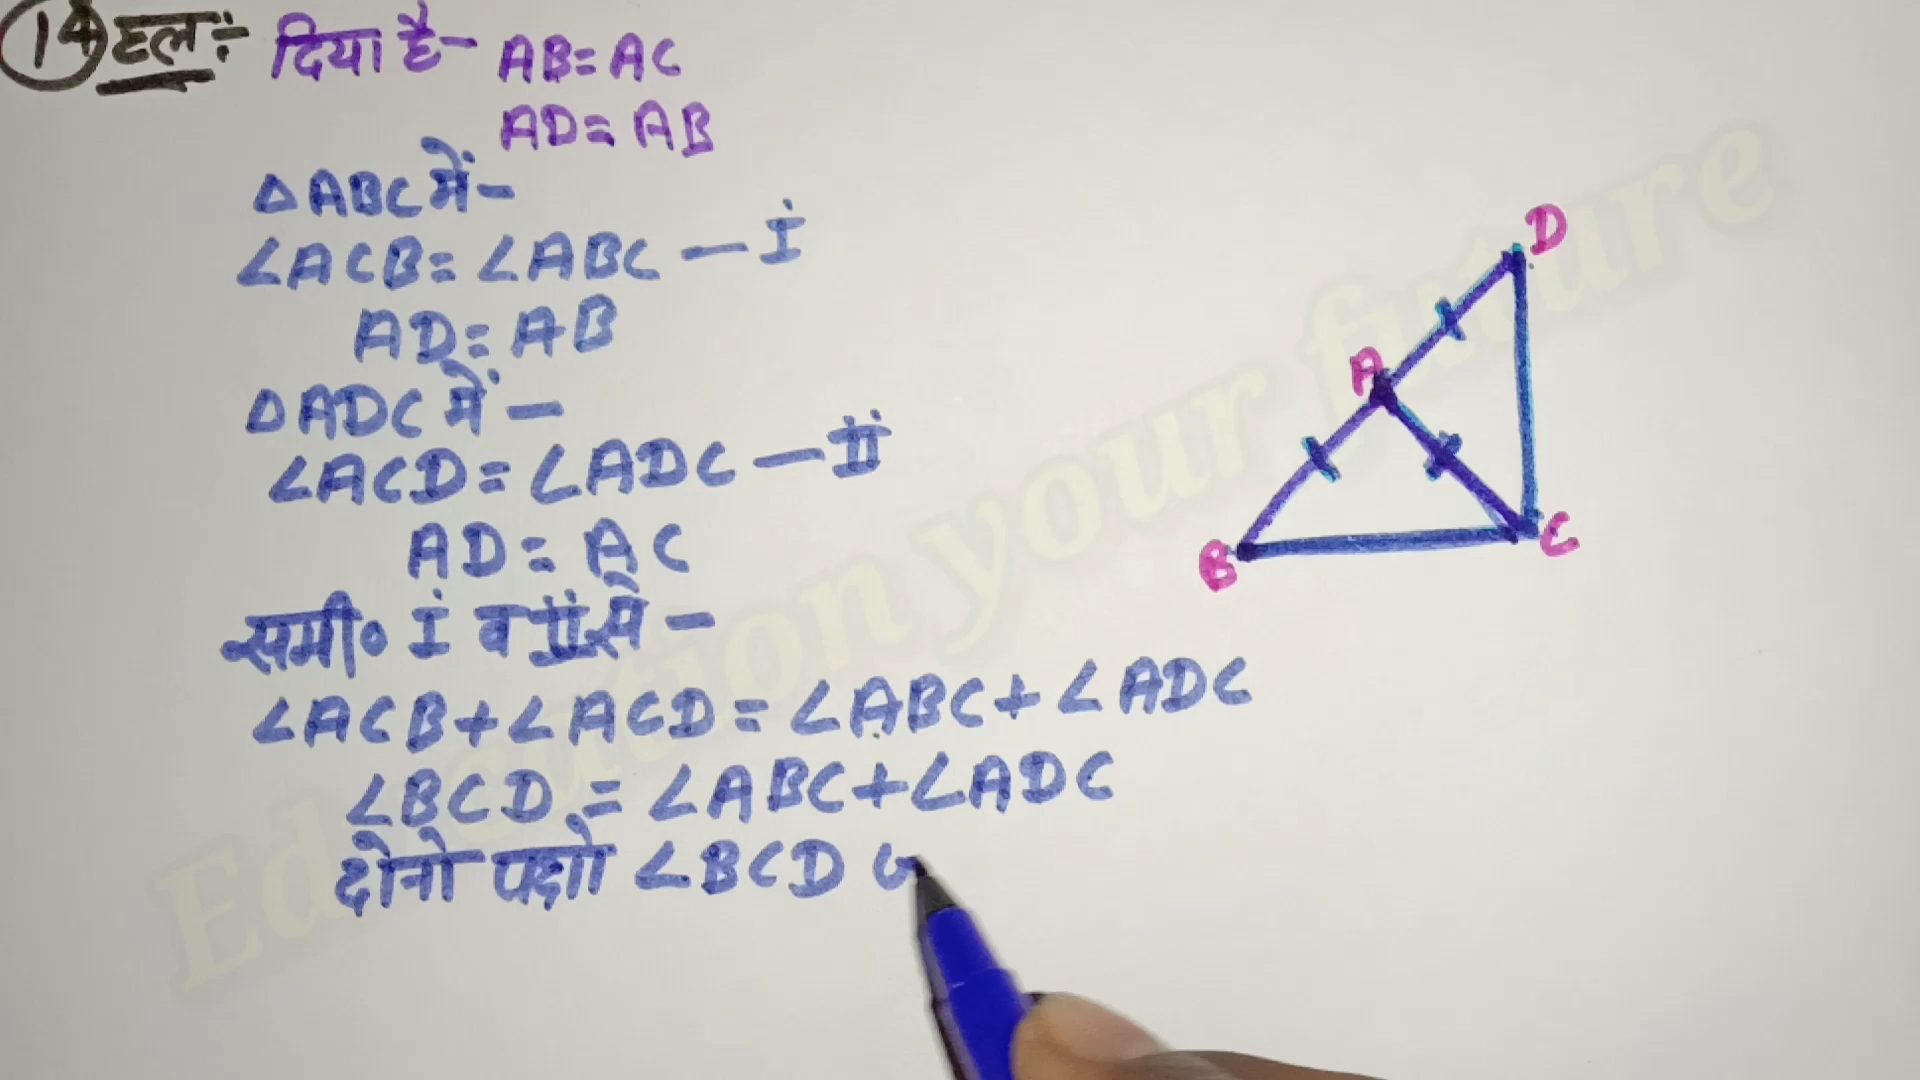 14 हल :- दिया है- AB=AC
AD=AB
△ABC में-
∠ACB=∠ABC — I
AD=AB
△ADC में-
∠ACD=∠ADC — II
AD=AC
समी० I व II से-
∠ACB+∠ACD=∠ABC+∠ADC
∠BCD=∠ABC+∠ADC
दोनो पक्षो ∠BCD
D
A
B
C
Education your future